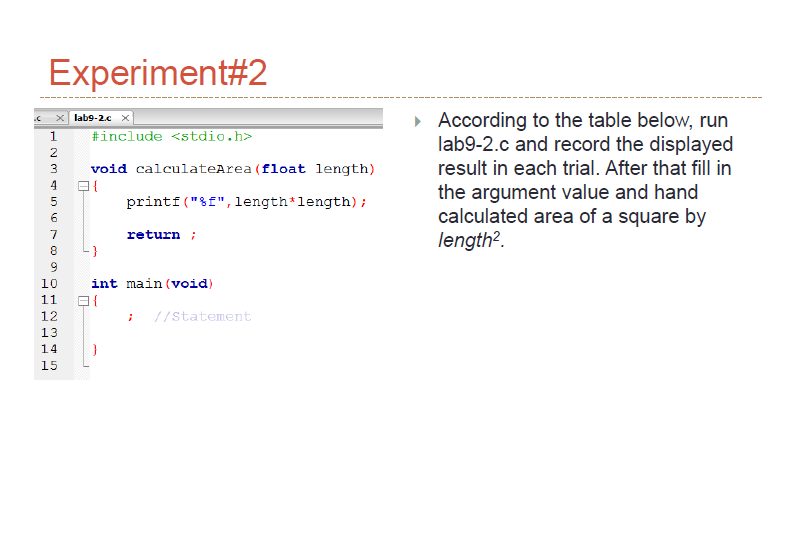 Experiment#2
.c
lab9-2.c
1 #include <stdio.h>
2
3 void calculateArea(float length)
4 {
5 printf("%f",length*length);
6
7 return ;
8 }
9
10 int main(void)
11 {
12 ; //Statement
13
14 }
15
According to the table below, run
lab9-2.c and record the displayed
result in each trial. After that fill in
the argument value and hand
calculated area of a square by
length².